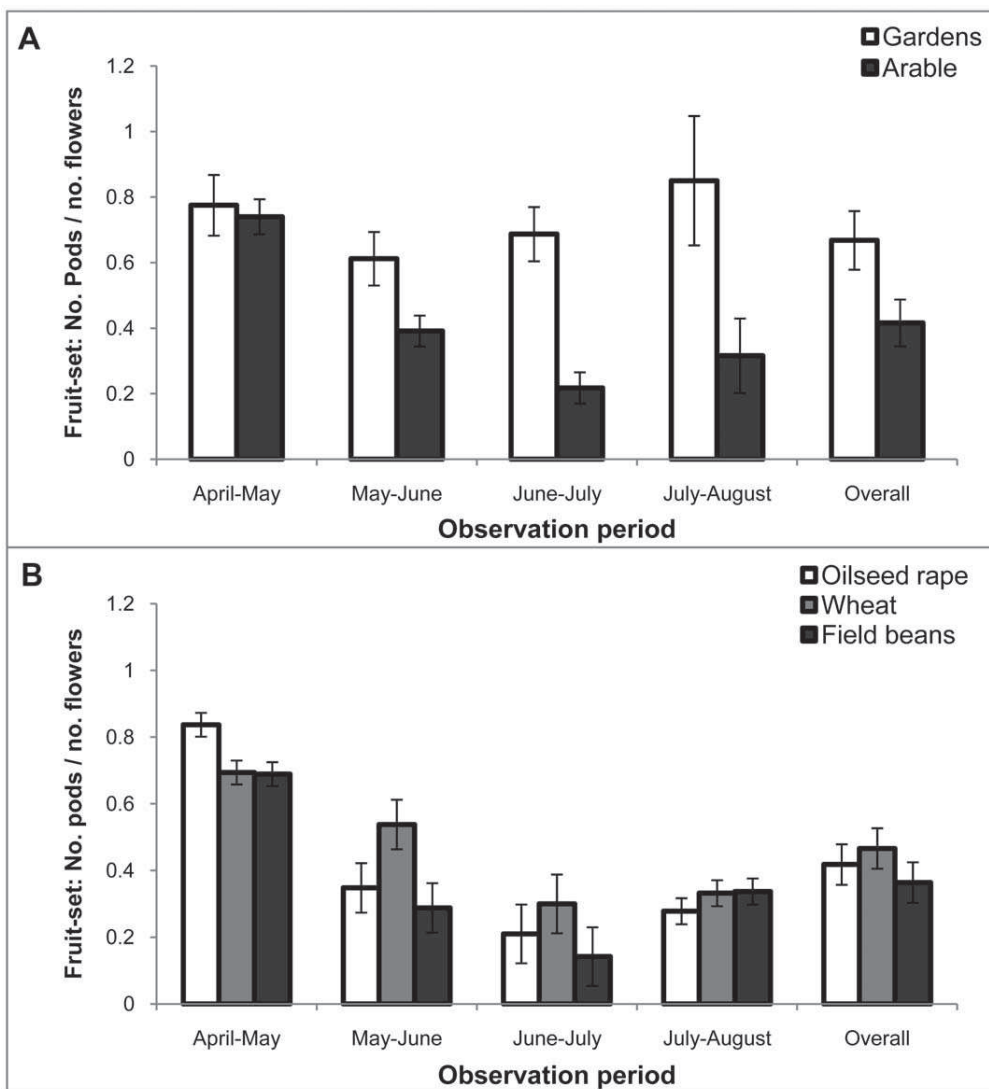 A
Gardens
Arable
Fruit-set: No. Pods / no. flowers
1.2
1
0.8
0.6
0.4
0.2
0
April-May May-June June-July July-August Overall
Observation period
B
Oilseed rape
Wheat
Field beans
Fruit-set: No. pods / no. flowers
1.2
1
0.8
0.6
0.4
0.2
0
April-May May-June June-July July-August Overall
Observation period